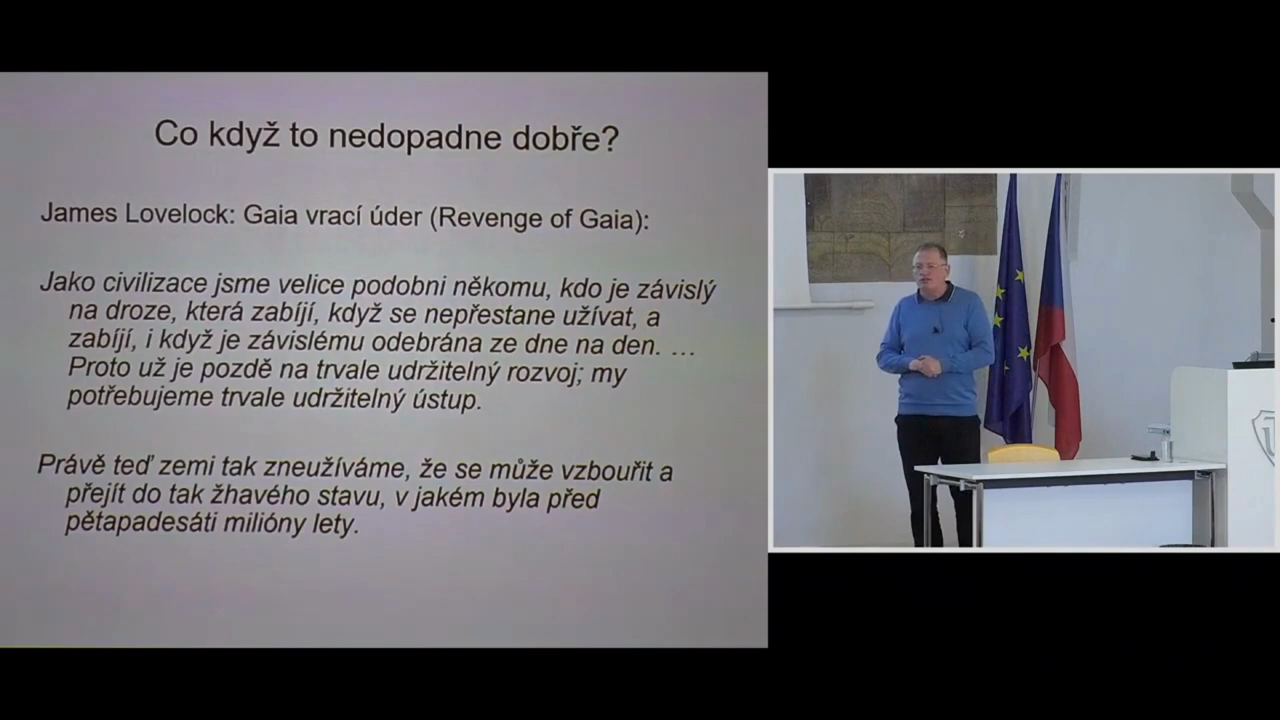 Co když to nedopadne dobře?
James Lovelock: Gaia vrací úder (Revenge of Gaia):
Jako civilizace jsme velice podobni někomu, kdo je závislý
na droze, která zabíjí, když se nepřestane užívat, a
zabíjí, i když je závislému odebrána ze dne na den. …
Proto už je pozdě na trvale udržitelný rozvoj; my
potřebujeme trvale udržitelný ústup.
Právě teď zemi tak zneužíváme, že se může vzbouřit a
přejít do tak žhavého stavu, v jakém byla před
pětapadesáti milióny lety.